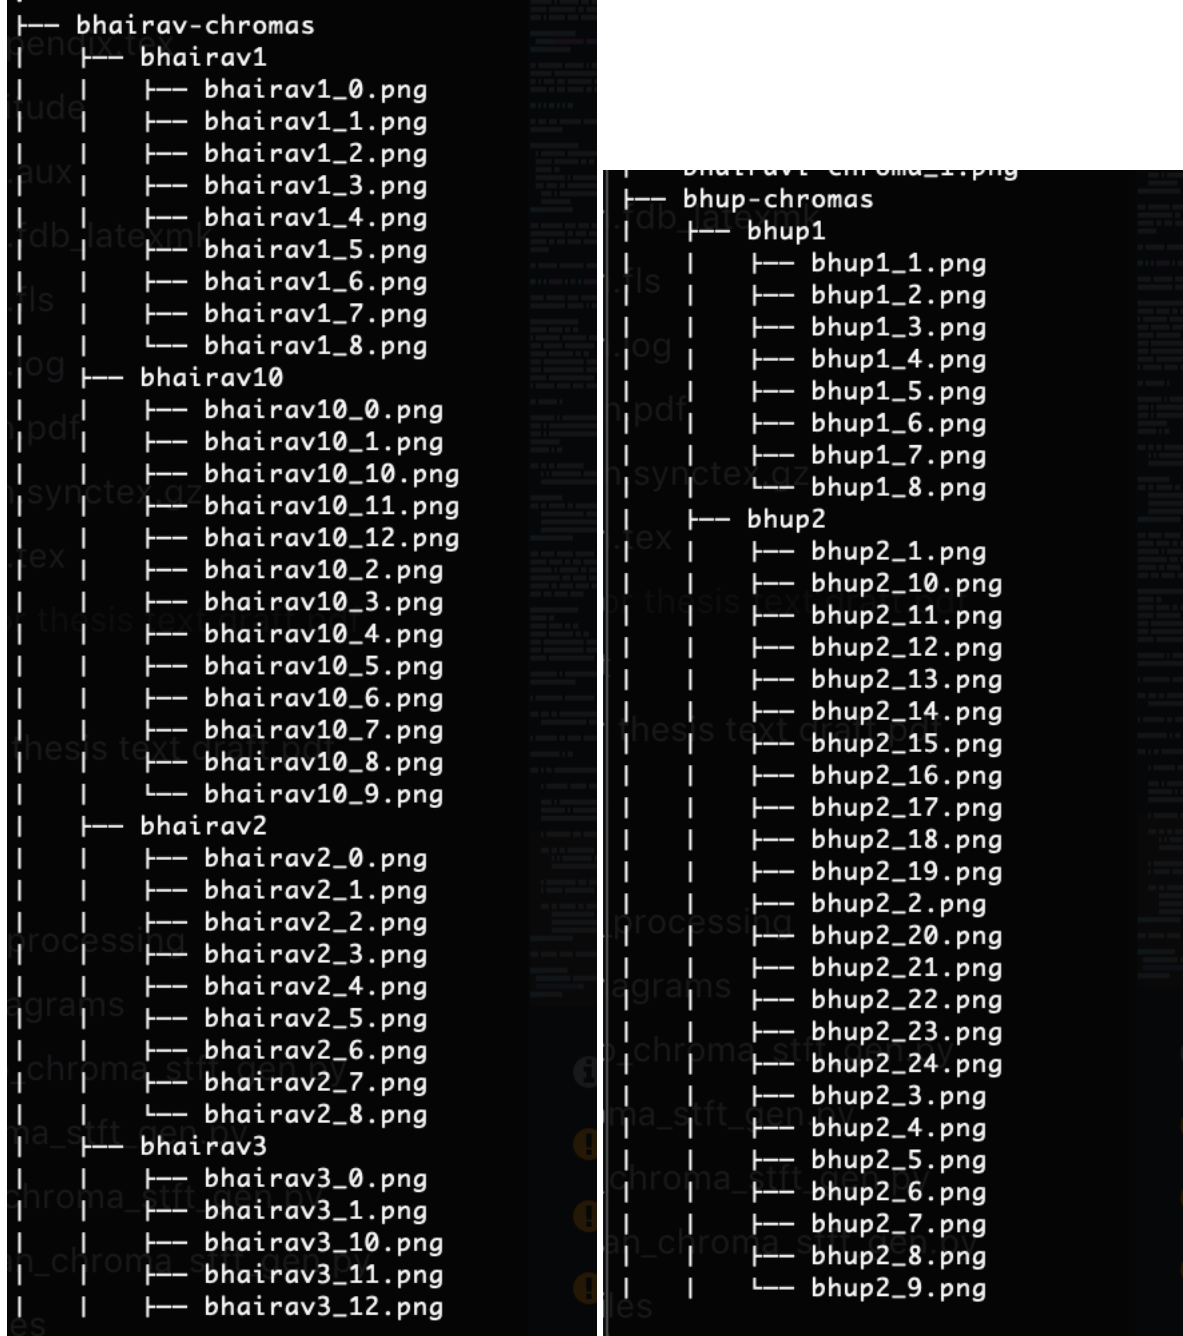 ├── bhairav-chromas
│   ├── bhairav1
│   │   ├── bhairav1_0.png
│   │   ├── bhairav1_1.png
│   │   ├── bhairav1_2.png
│   │   ├── bhairav1_3.png
│   │   ├── bhairav1_4.png
│   │   ├── bhairav1_5.png
│   │   ├── bhairav1_6.png
│   │   ├── bhairav1_7.png
│   │   └── bhairav1_8.png
│   ├── bhairav10
│   │   ├── bhairav10_0.png
│   │   ├── bhairav10_1.png
│   │   ├── bhairav10_10.png
│   │   ├── bhairav10_11.png
│   │   ├── bhairav10_12.png
│   │   ├── bhairav10_2.png
│   │   ├── bhairav10_3.png
│   │   ├── bhairav10_4.png
│   │   ├── bhairav10_5.png
│   │   ├── bhairav10_6.png
│   │   ├── bhairav10_7.png
│   │   ├── bhairav10_8.png
│   │   └── bhairav10_9.png
│   ├── bhairav2
│   │   ├── bhairav2_0.png
│   │   ├── bhairav2_1.png
│   │   ├── bhairav2_2.png
│   │   ├── bhairav2_3.png
│   │   ├── bhairav2_4.png
│   │   ├── bhairav2_5.png
│   │   ├── bhairav2_6.png
│   │   ├── bhairav2_7.png
│   │   └── bhairav2_8.png
│   ├── bhairav3
│   │   ├── bhairav3_0.png
│   │   ├── bhairav3_1.png
│   │   ├── bhairav3_10.png
│   │   ├── bhairav3_11.png
│   │   ├── bhairav3_12.png
├── bhup-chromas
│   ├── bhup1
│   │   ├── bhup1_1.png
│   │   ├── bhup1_2.png
│   │   ├── bhup1_3.png
│   │   ├── bhup1_4.png
│   │   ├── bhup1_5.png
│   │   ├── bhup1_6.png
│   │   ├── bhup1_7.png
│   │   └── bhup1_8.png
│   ├── bhup2
│   │   ├── bhup2_1.png
│   │   ├── bhup2_10.png
│   │   ├── bhup2_11.png
│   │   ├── bhup2_12.png
│   │   ├── bhup2_13.png
│   │   ├── bhup2_14.png
│   │   ├── bhup2_15.png
│   │   ├── bhup2_16.png
│   │   ├── bhup2_17.png
│   │   ├── bhup2_18.png
│   │   ├── bhup2_19.png
│   │   ├── bhup2_2.png
│   │   ├── bhup2_20.png
│   │   ├── bhup2_21.png
│   │   ├── bhup2_22.png
│   │   ├── bhup2_23.png
│   │   ├── bhup2_24.png
│   │   ├── bhup2_3.png
│   │   ├── bhup2_4.png
│   │   ├── bhup2_5.png
│   │   ├── bhup2_6.png
│   │   ├── bhup2_7.png
│   │   ├── bhup2_8.png
│   │   └── bhup2_9.png